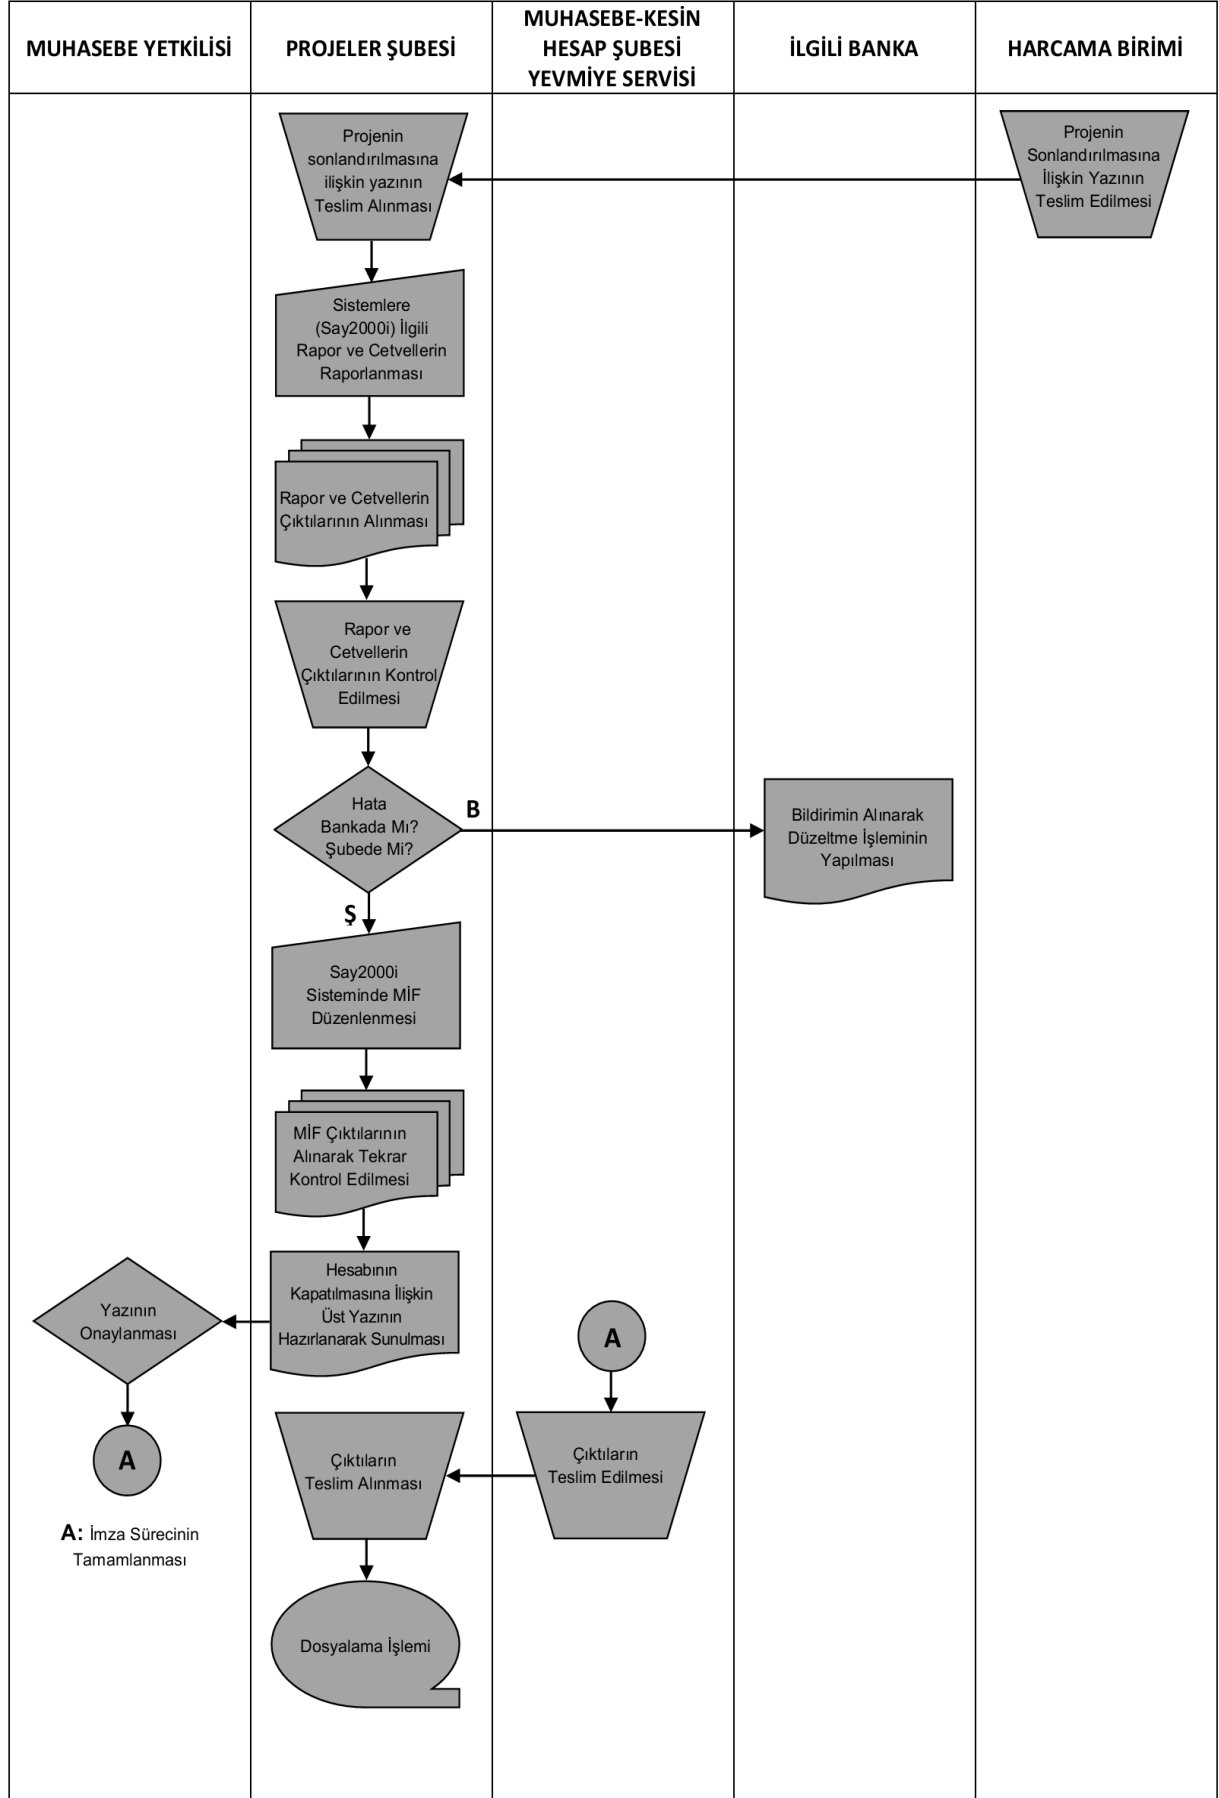 MUHASEBE YETKİLİSİ
PROJELER ŞUBESİ
MUHASEBE-KESİN
HESAP ŞUBESİ
YEVMİYE SERVİSİ
İLGİLİ BANKA
HARCAMA BİRİMİ
Projenin
sonlandırılmasına
ilişkin yazının
Teslim Alınması
Projenin
Sonlandırılmasına
İlişkin Yazının
Teslim Edilmesi
Sistemlere
(Say2000i) İlgili
Rapor ve Cetvellerin
Raporlanması
Rapor ve Cetvellerin
Çıktılarının Alınması
Rapor ve
Cetvellerin
Çıktılarının Kontrol
Edilmesi
Hata
Bankada Mı?
Şubede Mi?
B
Bildirimin Alınarak
Düzeltme İşleminin
Yapılması
Ş
Say2000i
Sisteminde MİF
Düzenlenmesi
MİF Çıktılarının
Alınarak Tekrar
Kontrol Edilmesi
Hesabının
Kapatılmasına İlişkin
Üst Yazının
Hazırlanarak Sunulması
Yazının
Onaylanması
A
A
Çıktıların
Teslim Edilmesi
Çıktıların
Teslim Alınması
A: İmza Sürecinin
Tamamlanması
Dosyalama İşlemi